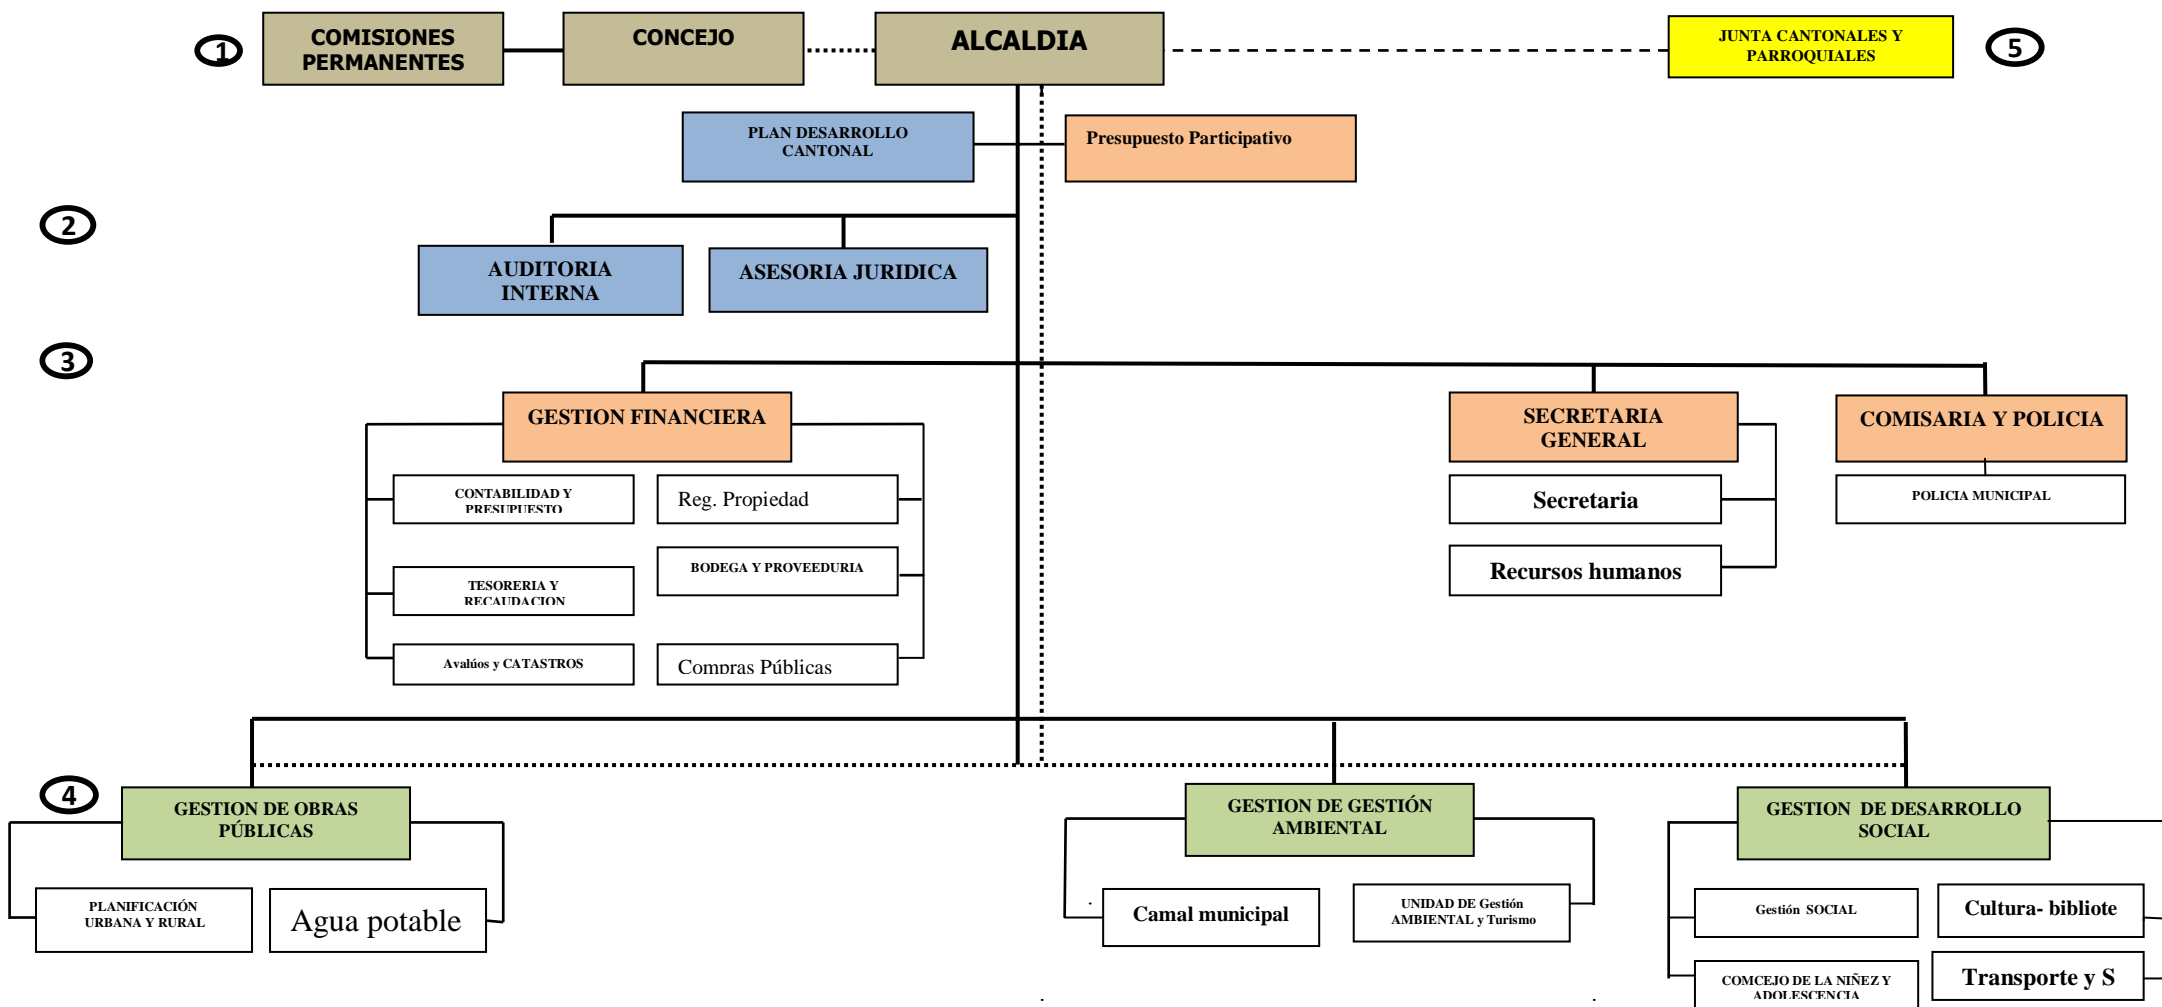 1
COMISIONES
PERMANENTES
CONCEJO
ALCALDIA
JUNTA CANTONALES Y
PARROQUIALES
5
PLAN DESARROLLO
CANTONAL
Presupuesto Participativo
2
AUDITORIA
INTERNA
ASESORIA JURIDICA
3
GESTION FINANCIERA
SECRETARIA
GENERAL
COMISARIA Y POLICIA
CONTABILIDAD Y
PRESUPUESTO
Reg. Propiedad
Secretaria
POLICIA MUNICIPAL
TESORERIA Y
RECAUDACION
BODEGA Y PROVEEDURIA
Recursos humanos
Avalúos y CATASTROS
Compras Públicas
4
GESTION DE OBRAS
PÚBLICAS
GESTION DE GESTIÓN
AMBIENTAL
GESTION DE DESARROLLO
SOCIAL
PLANIFICACIÓN
URBANA Y RURAL
Agua potable
Camal municipal
UNIDAD DE Gestión
AMBIENTAL y Turismo
Gestión SOCIAL
Cultura- bibliote
COMCEJO DE LA NIÑEZ Y
ADOLESCENCIA
Transporte y S